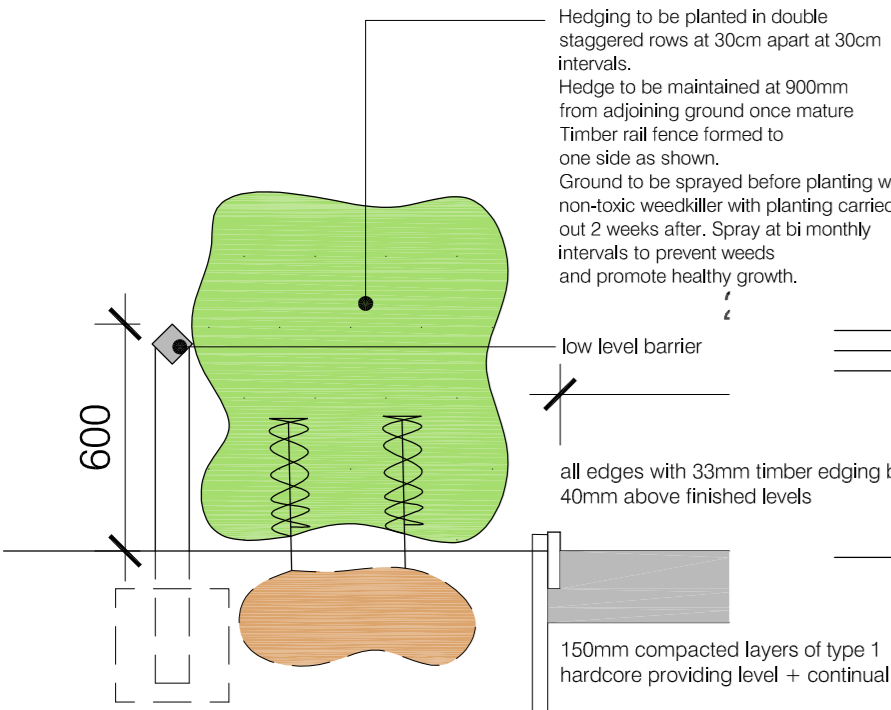 Hedging to be planted in double
staggered rows at 30cm apart at 30cm
intervals.
Hedge to be maintained at 900mm
from adjoining ground once mature
Timber rail fence formed to
one side as shown.
Ground to be sprayed before planting
non-toxic weedkiller with planting carried
out 2 weeks after. Spray at bi monthly
intervals to prevent weeds
and promote healthy growth.
low level barrier
600
all edges with 33mm timber edging
40mm above finished levels
150mm compacted layers of type 1
hardcore providing level + continual